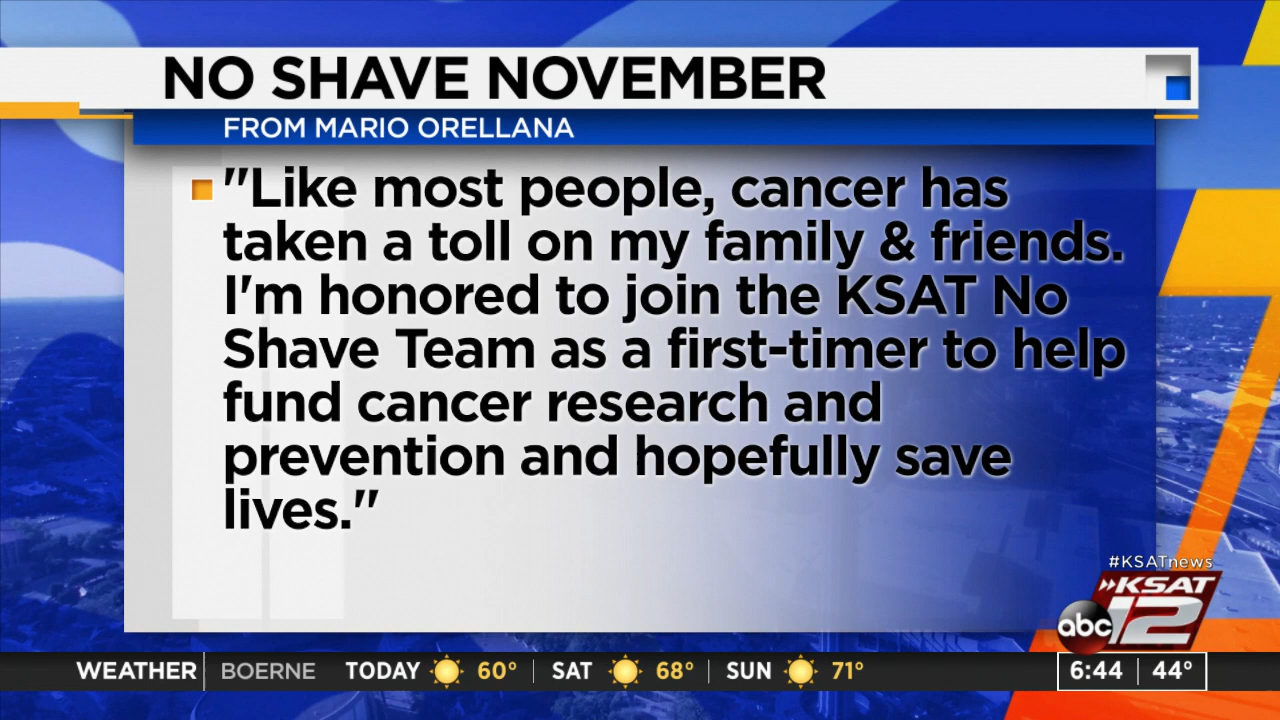 NO SHAVE NOVEMBER
FROM MARIO ORELLANA
"Like most people, cancer has
taken a toll on my family & friends.
I'm honored to join the KSAT No
Shave Team as a first-timer to help
fund cancer research and
prevention and hopefully save
lives."
#KSATnews
KSAT
abc 12
WEATHER BOERNE TODAY 60° SAT 68° SUN 71° 6:44 44°